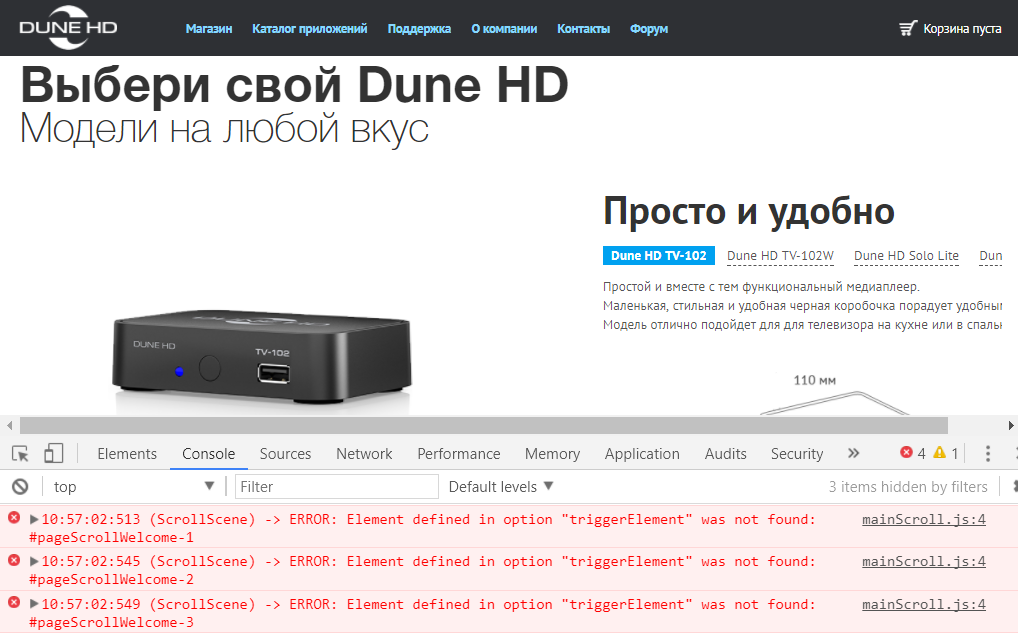 DUNE HD
Магазин Каталог приложений Поддержка О компании Контакты Форум Корзина пуста
Выбери свой Dune HD
Модели на любой вкус
Просто и удобно
Dune HD TV-102 Dune HD TV-102W Dune HD Solo Lite Dun
Простой и вместе с тем функциональный медиаплеер.
Маленькая, стильная и удобная черная коробочка порадует удобны
Модель отлично подойдет для для телевизора на кухне или в спаль
DUNE HD
TV-102
110 мм
Elements Console Sources Network Performance Memory Application Audits Security » 4 1
top Filter Default levels 3 items hidden by filters
10:57:02:513 (ScrollScene) -> ERROR: Element defined in option "triggerElement" was not found: mainScroll.js:4
#pageScrollWelcome-1
10:57:02:545 (ScrollScene) -> ERROR: Element defined in option "triggerElement" was not found: mainScroll.js:4
#pageScrollWelcome-2
10:57:02:549 (ScrollScene) -> ERROR: Element defined in option "triggerElement" was not found: mainScroll.js:4
#pageScrollWelcome-3